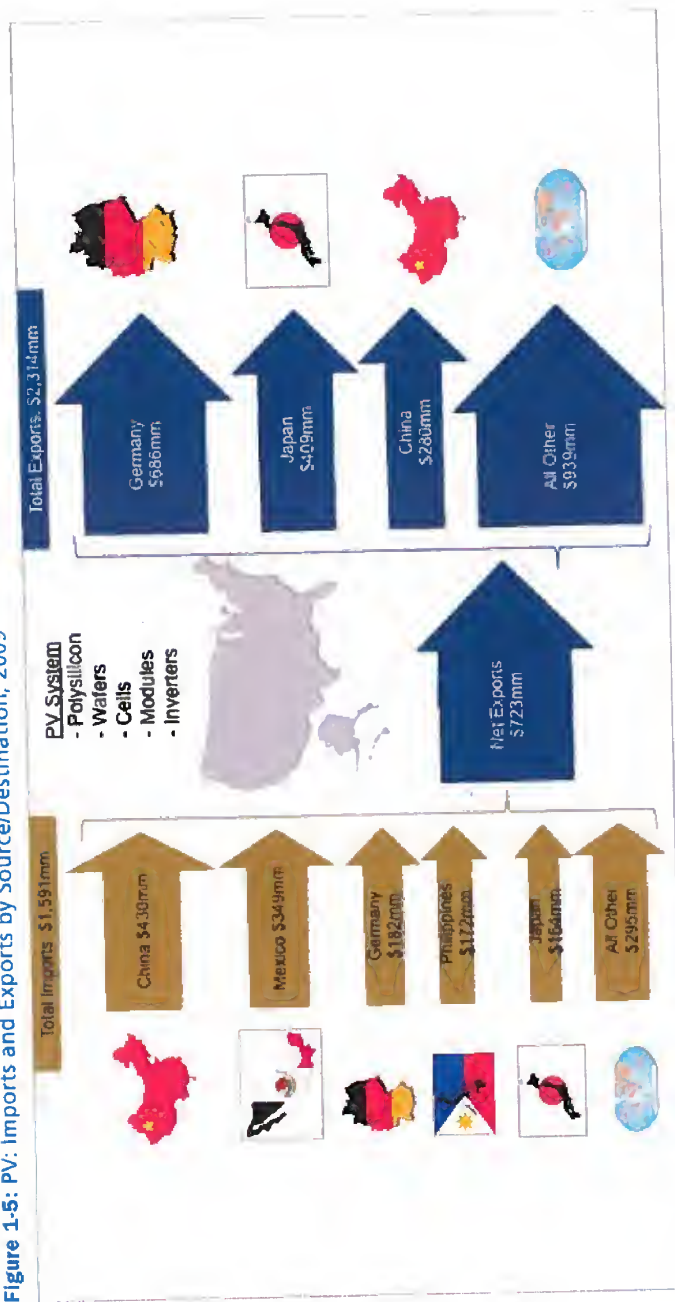 Figure 1-5: PV: Imports and Exports by Source/Destination, 2009
Total Imports $1,591mm
China $430mm
Mexico $349mm
Germany
$182mm
Philippines
$172mm
Japan
$164mm
All Other
$295mm
PV System
- Polysilicon
- Wafers
- Cells
- Modules
- Inverters
Net Exports
$723mm
Total Exports. $2,314mm
Germany
$686mm
Japan
$409mm
China
$280mm
All Other
$939mm